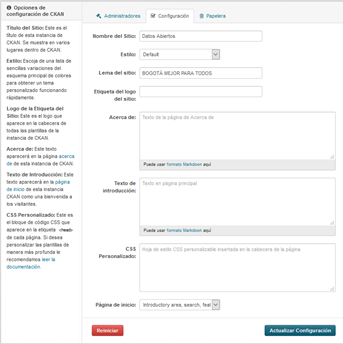 Opciones de configuración de CKAN
Título del Sitio: Este es el
título de esta instancia de
CKAN. Se muestra en varios
lugares dentro de CKAN.
Estilo: Escoja de una lista de
sencillas variaciones del
esquema principal de colores
para obtener un tema
personalizado funcionando
rápidamente.
Logo de la Etiqueta del
Sitio: Este es el logo que
aparece en la cabecera de
todas las plantillas de la
instancia de CKAN.
Acerca de: Este texto
aparecerá en la página acerca
de de esta instancia de CKAN.
Texto de Introducción: Este
texto aparecerá en la página
de inicio de esta instancia
CKAN como una bienvenida a
los visitantes.
CSS Personalizado: Este es
el bloque de código CSS que
aparece en la etiqueta <head>
de cada página. Si desea
personalizar las plantillas de
manera más profunda le
recomendamos leer la
documentación.
Administradores
Configuración
Papelera
Nombre del Sitio: Datos Abiertos
Estilo: Default
Lema del sitio: BOGOTÁ MEJOR PARA TODOS
Etiqueta del logo
del sitio:
Acerca de: Texto de la página de Acerca de
Puede usar formato Markdown aquí
Texto de
introducción: Texto en página principal
Puede usar formato Markdown aquí
CSS
Personalizado: Hoja de estilo CSS personalizable insertada en la cabecera de la página
Página de inicio: Introductory area, search, feat
Reiniciar
Actualizar Configuración